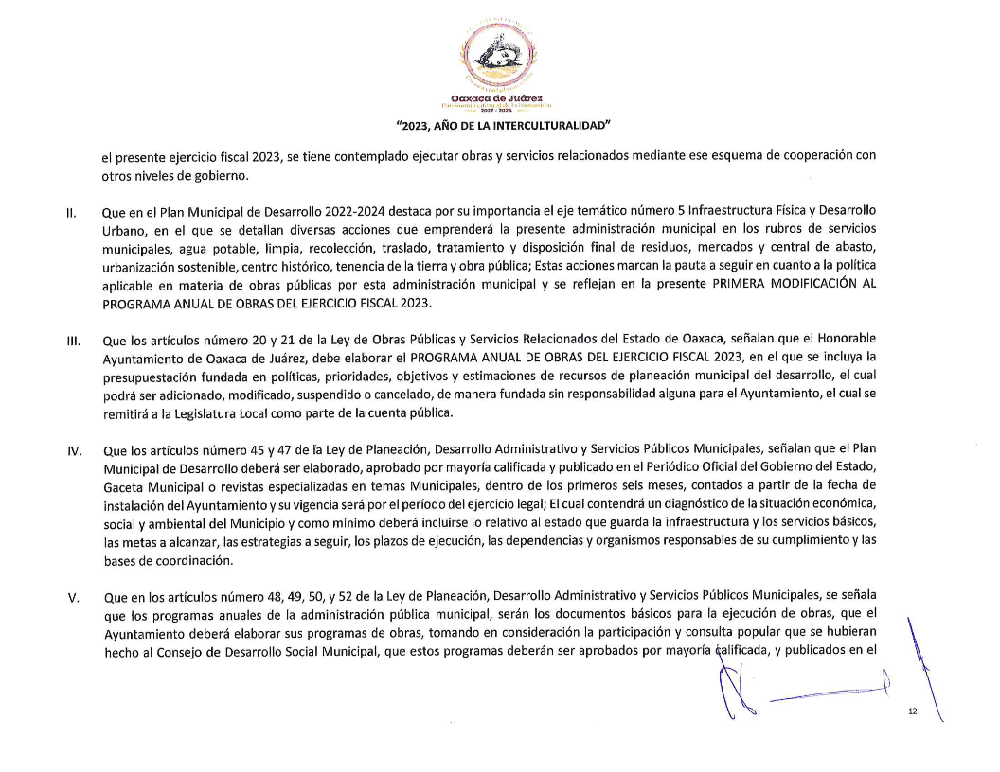 Oaxaca de Juárez
2022 - 2024
"2023, AÑO DE LA INTERCULTURALIDAD"
el presente ejercicio fiscal 2023, se tiene contemplado ejecutar obras y servicios relacionados mediante ese esquema de cooperación con
otros niveles de gobierno.
II. Que en el Plan Municipal de Desarrollo 2022-2024 destaca por su importancia el eje temático número 5 Infraestructura Física y Desarrollo
Urbano, en el que se detallan diversas acciones que emprenderá la presente administración municipal en los rubros de servicios
municipales, agua potable, limpia, recolección, traslado, tratamiento y disposición final de residuos, mercados y central de abasto,
urbanización sostenible, centro histórico, tenencia de la tierra y obra pública; Estas acciones marcan la pauta a seguir en cuanto a la política
aplicable en materia de obras públicas por esta administración municipal y se reflejan en la presente PRIMERA MODIFICACIÓN AL
PROGRAMA ANUAL DE OBRAS DEL EJERCICIO FISCAL 2023.
III. Que los artículos número 20 y 21 de la Ley de Obras Públicas y Servicios Relacionados del Estado de Oaxaca, señalan que el Honorable
Ayuntamiento de Oaxaca de Juárez, debe elaborar el PROGRAMA ANUAL DE OBRAS DEL EJERCICIO FISCAL 2023, en el que se incluya la
presupuestación fundada en políticas, prioridades, objetivos y estimaciones de recursos de planeación municipal del desarrollo, el cual
podrá ser adicionado, modificado, suspendido o cancelado, de manera fundada sin responsabilidad alguna para el Ayuntamiento, el cual se
remitirá a la Legislatura Local como parte de la cuenta pública.
IV. Que los artículos número 45 y 47 de la Ley de Planeación, Desarrollo Administrativo y Servicios Públicos Municipales, señalan que el Plan
Municipal de Desarrollo deberá ser elaborado, aprobado por mayoría calificada y publicado en el Periódico Oficial del Gobierno del Estado,
Gaceta Municipal o revistas especializadas en temas Municipales, dentro de los primeros seis meses, contados a partir de la fecha de
instalación del Ayuntamiento y su vigencia será por el período del ejercicio legal; El cual contendrá un diagnóstico de la situación económica,
social y ambiental del Municipio y como mínimo deberá incluirse lo relativo al estado que guarda la infraestructura y los servicios básicos,
las metas a alcanzar, las estrategias a seguir, los plazos de ejecución, las dependencias y organismos responsables de su cumplimiento y las
bases de coordinación.
V. Que en los artículos número 48, 49, 50, y 52 de la Ley de Planeación, Desarrollo Administrativo y Servicios Públicos Municipales, se señala
que los programas anuales de la administración pública municipal, serán los documentos básicos para la ejecución de obras, que el
Ayuntamiento deberá elaborar sus programas de obras, tomando en consideración la participación y consulta popular que se hubieran
hecho al Consejo de Desarrollo Social Municipal, que estos programas deberán ser aprobados por mayoría calificada, y publicados en el
12